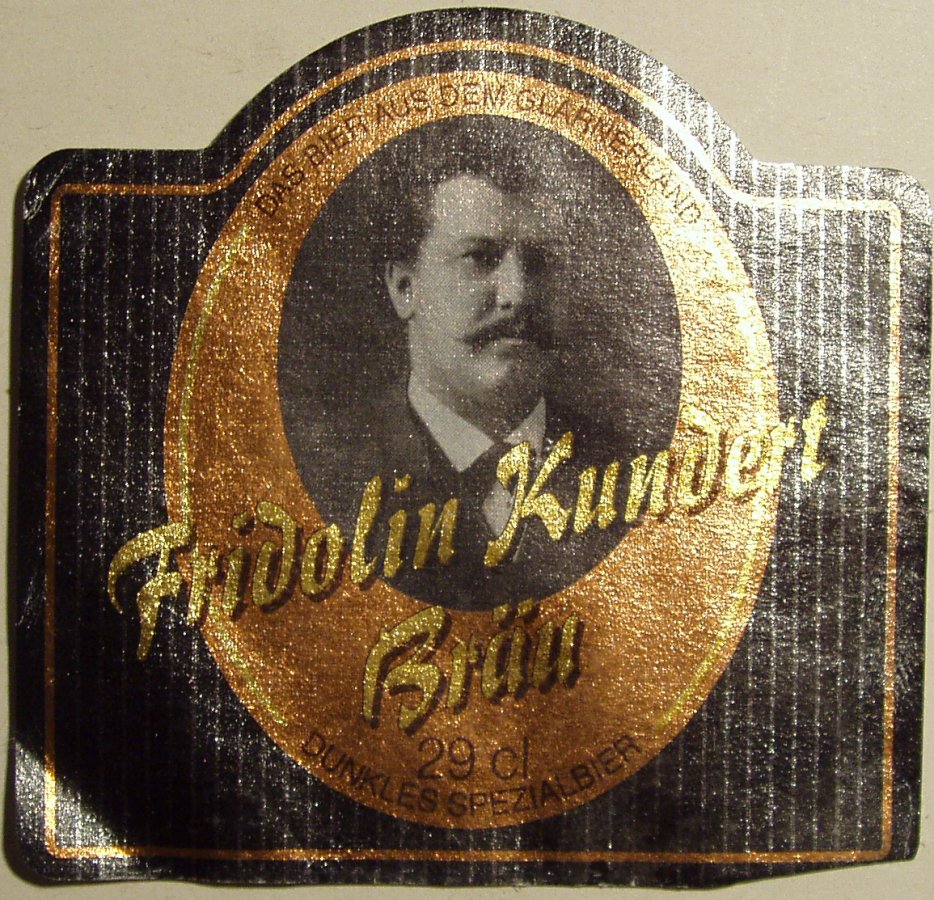 DAS BIER AUS DEM GLARNERLAND
Fridolin Kundert
Bräu
29 cl
DUNKLES SPEZIALBIER